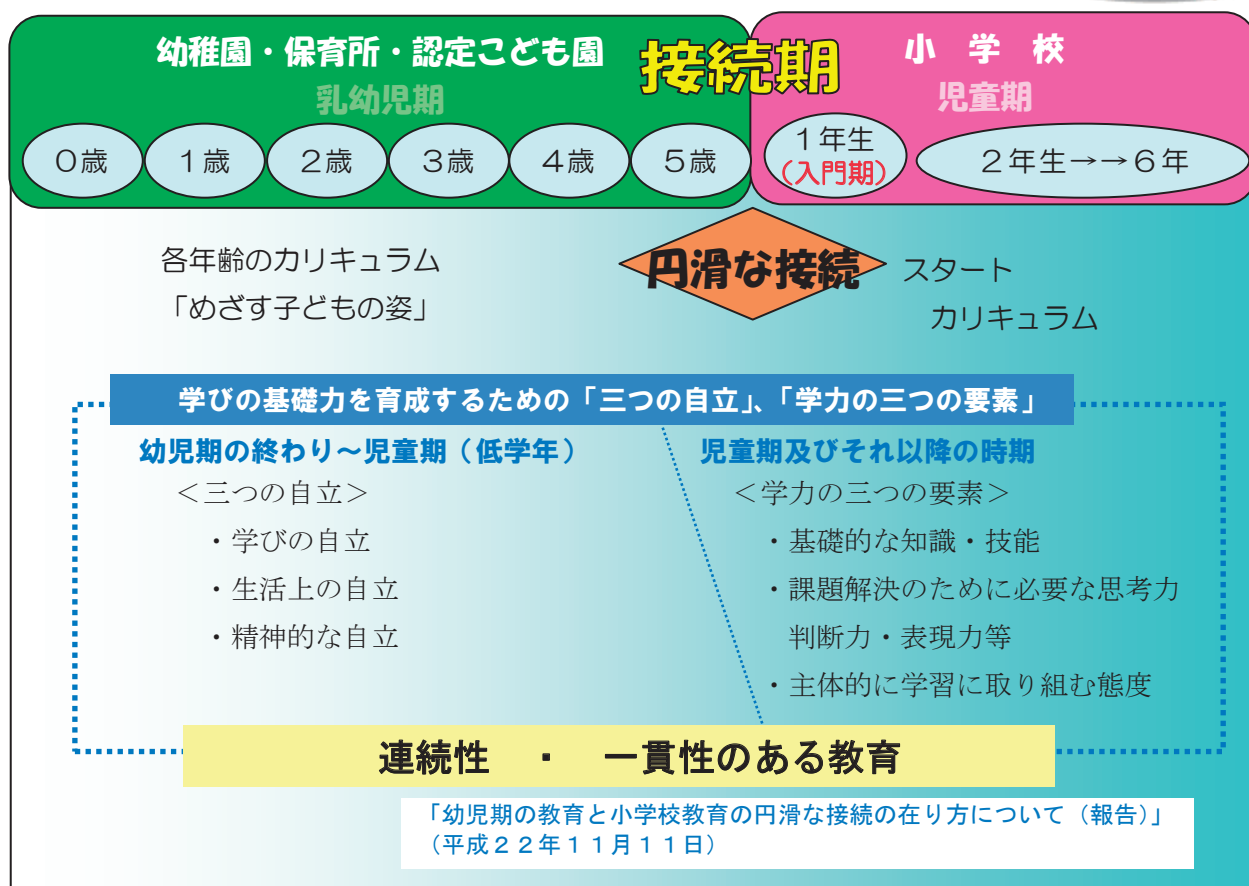 幼稚園・保育所・認定こども園
接続期
小学校
乳幼児期
児童期
0歳
1歳
2歳
3歳
4歳
5歳
1年生
(入門期)
2年生→→6年
各年齢のカリキュラム
「めざす子どもの姿」
円滑な接続
スタート
カリキュラム
学びの基礎力を育成するための「三つの自立」、「学力の三つの要素」
幼児期の終わり～児童期（低学年）
＜三つの自立＞
・学びの自立
・生活上の自立
・精神的な自立
児童期及びそれ以降の時期
＜学力の三つの要素＞
・基礎的な知識・技能
・課題解決のために必要な思考力
判断力・表現力等
・主体的に学習に取り組む態度
連続性　・　一貫性のある教育
「幼児期の教育と小学校教育の円滑な接続の在り方について（報告）」
（平成２２年１１月１１日）